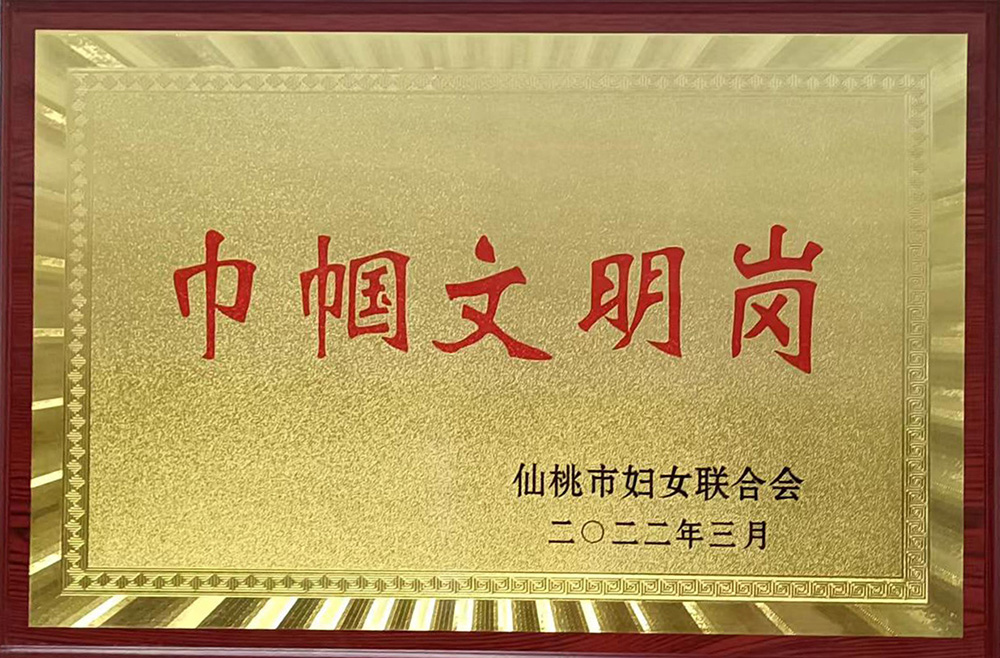 巾帼文明岗
仙桃市妇女联合会
二〇二二年三月